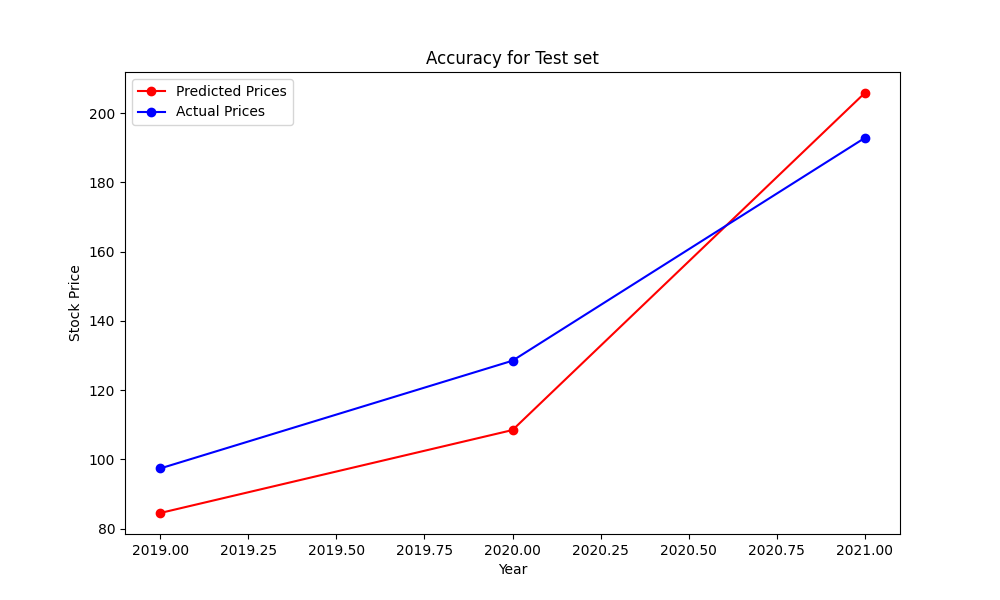 Accuracy for Test set
Predicted Prices
Actual Prices
200
180
160
140
120
100
80
Stock Price
2019.00 2019.25 2019.50 2019.75 2020.00 2020.25 2020.50 2020.75 2021.00
Year